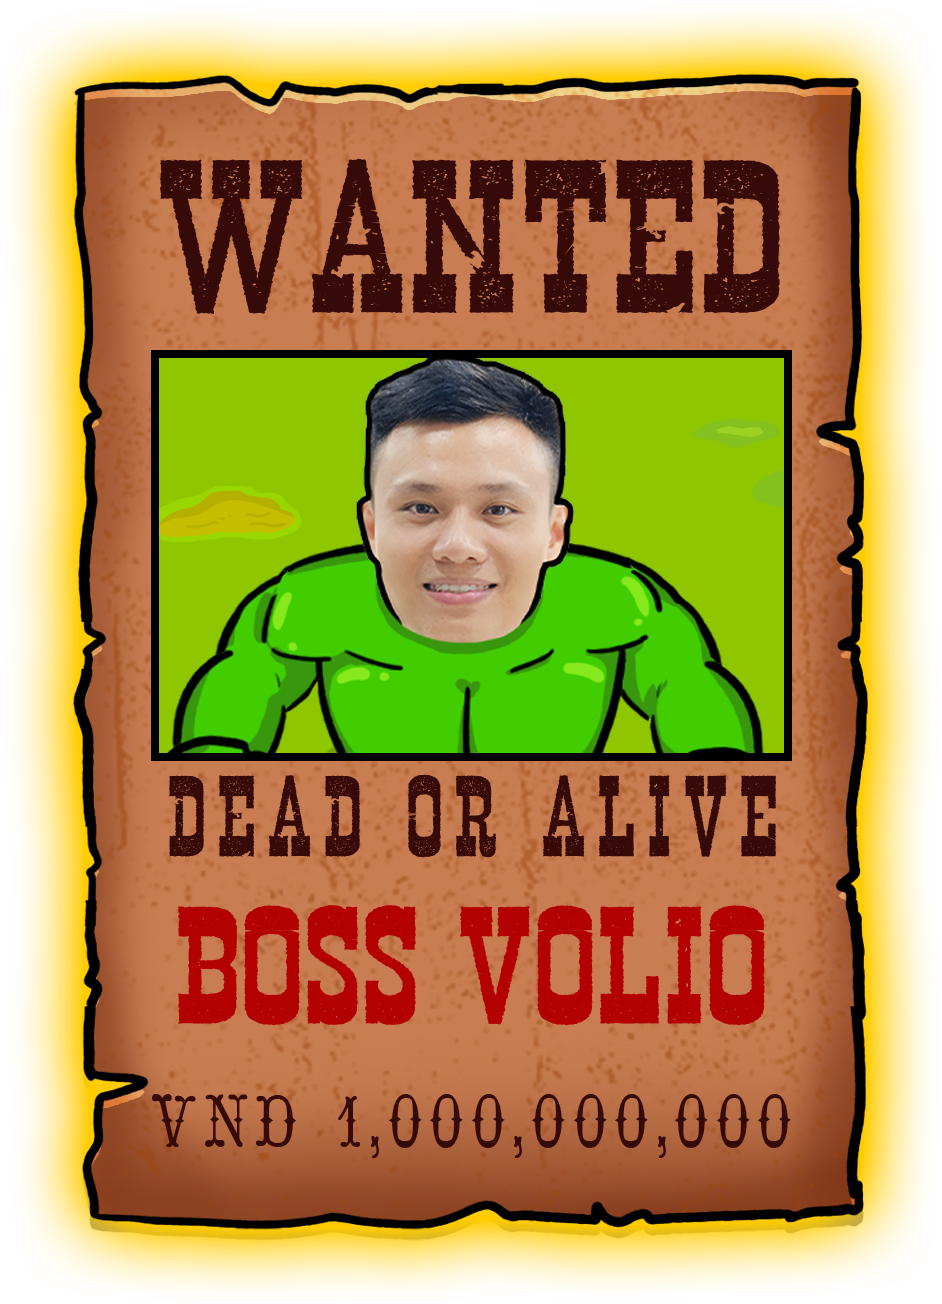 WANTED
DEAD OR ALIVE
BOSS VOLIO
VND 1,000,000,000